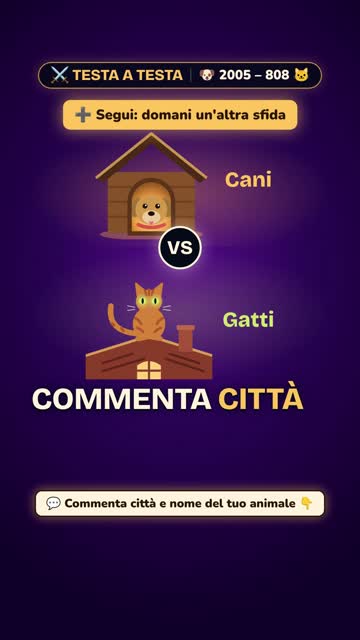 ⚔️ TESTA A TESTA | 🐶 2005 – 808 🐱
➕ Segui: domani un'altra sfida
Cani
VS
Gatti
COMMENTA CITTÀ
💬 Commenta città e nome del tuo animale 👇